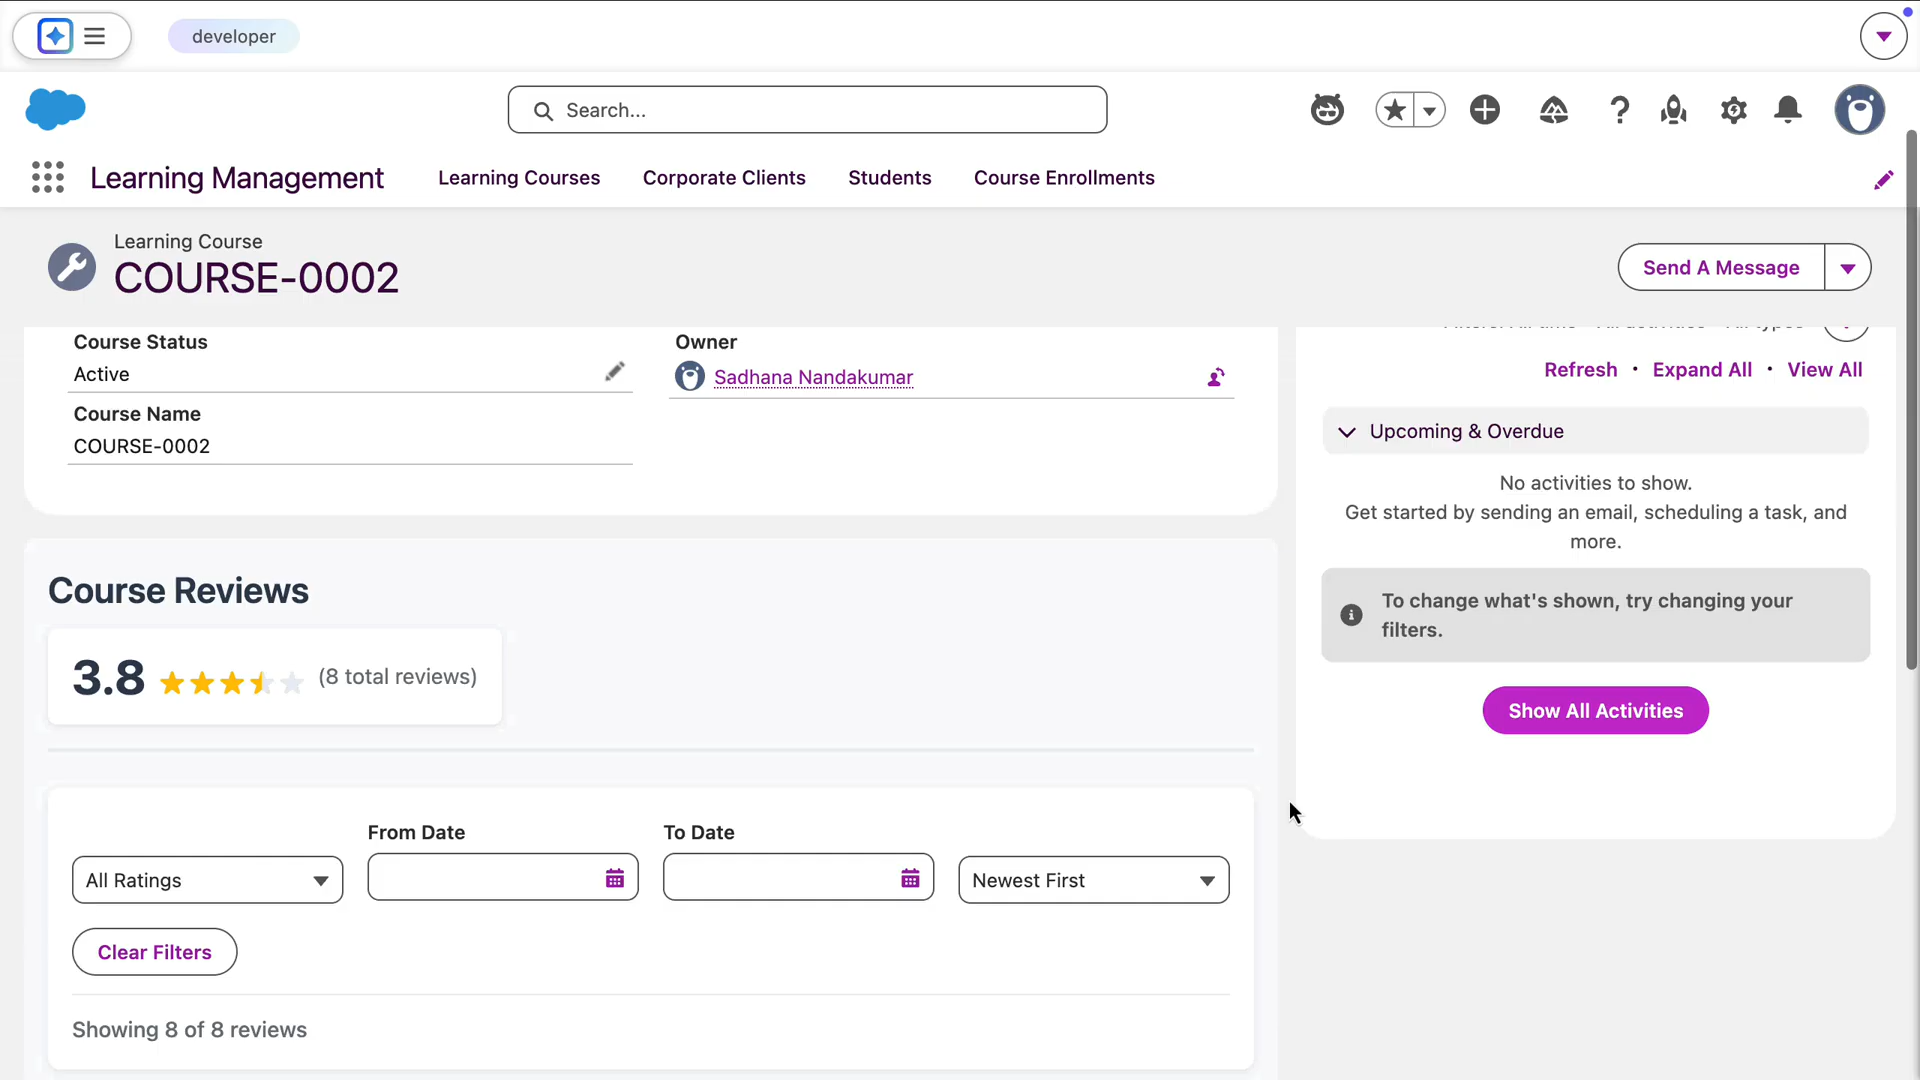 developer
Search...
Learning Management
Learning Courses
Corporate Clients
Students
Course Enrollments
Learning Course
COURSE-0002
Send A Message
Course Status
Active
Owner
Sadhana Nandakumar
Course Name
COURSE-0002
Refresh • Expand All • View All
Upcoming & Overdue
No activities to show.
Get started by sending an email, scheduling a task, and
more.
To change what's shown, try changing your
filters.
Show All Activities
Course Reviews
3.8 (8 total reviews)
From Date
To Date
All Ratings
Newest First
Clear Filters
Showing 8 of 8 reviews